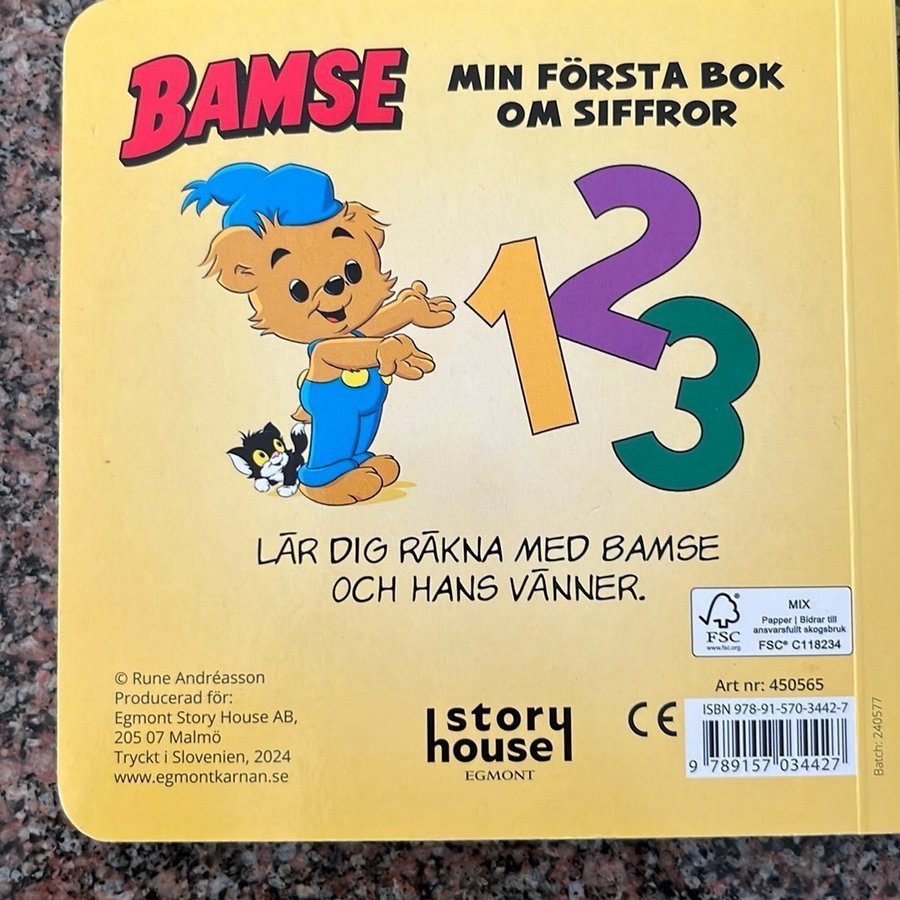 BAMSE
MIN FÖRSTA BOK
OM SIFFROR
1 2 3
LÄR DIG RÄKNA MED BAMSE
OCH HANS VÄNNER.
FSC
www.fsc.org
MIX
Papper | Bidrar till
ansvarsfullt skogsbruk
FSC® C118234
© Rune Andréasson
Producerad för:
Egmont Story House AB,
205 07 Malmö
Tryckt i Slovenien, 2024
www.egmontkarnan.se
story
house
EGMONT
CE
Art nr: 450565
ISBN 978-91-570-3442-7
9 789157 034427
Batch: 240577